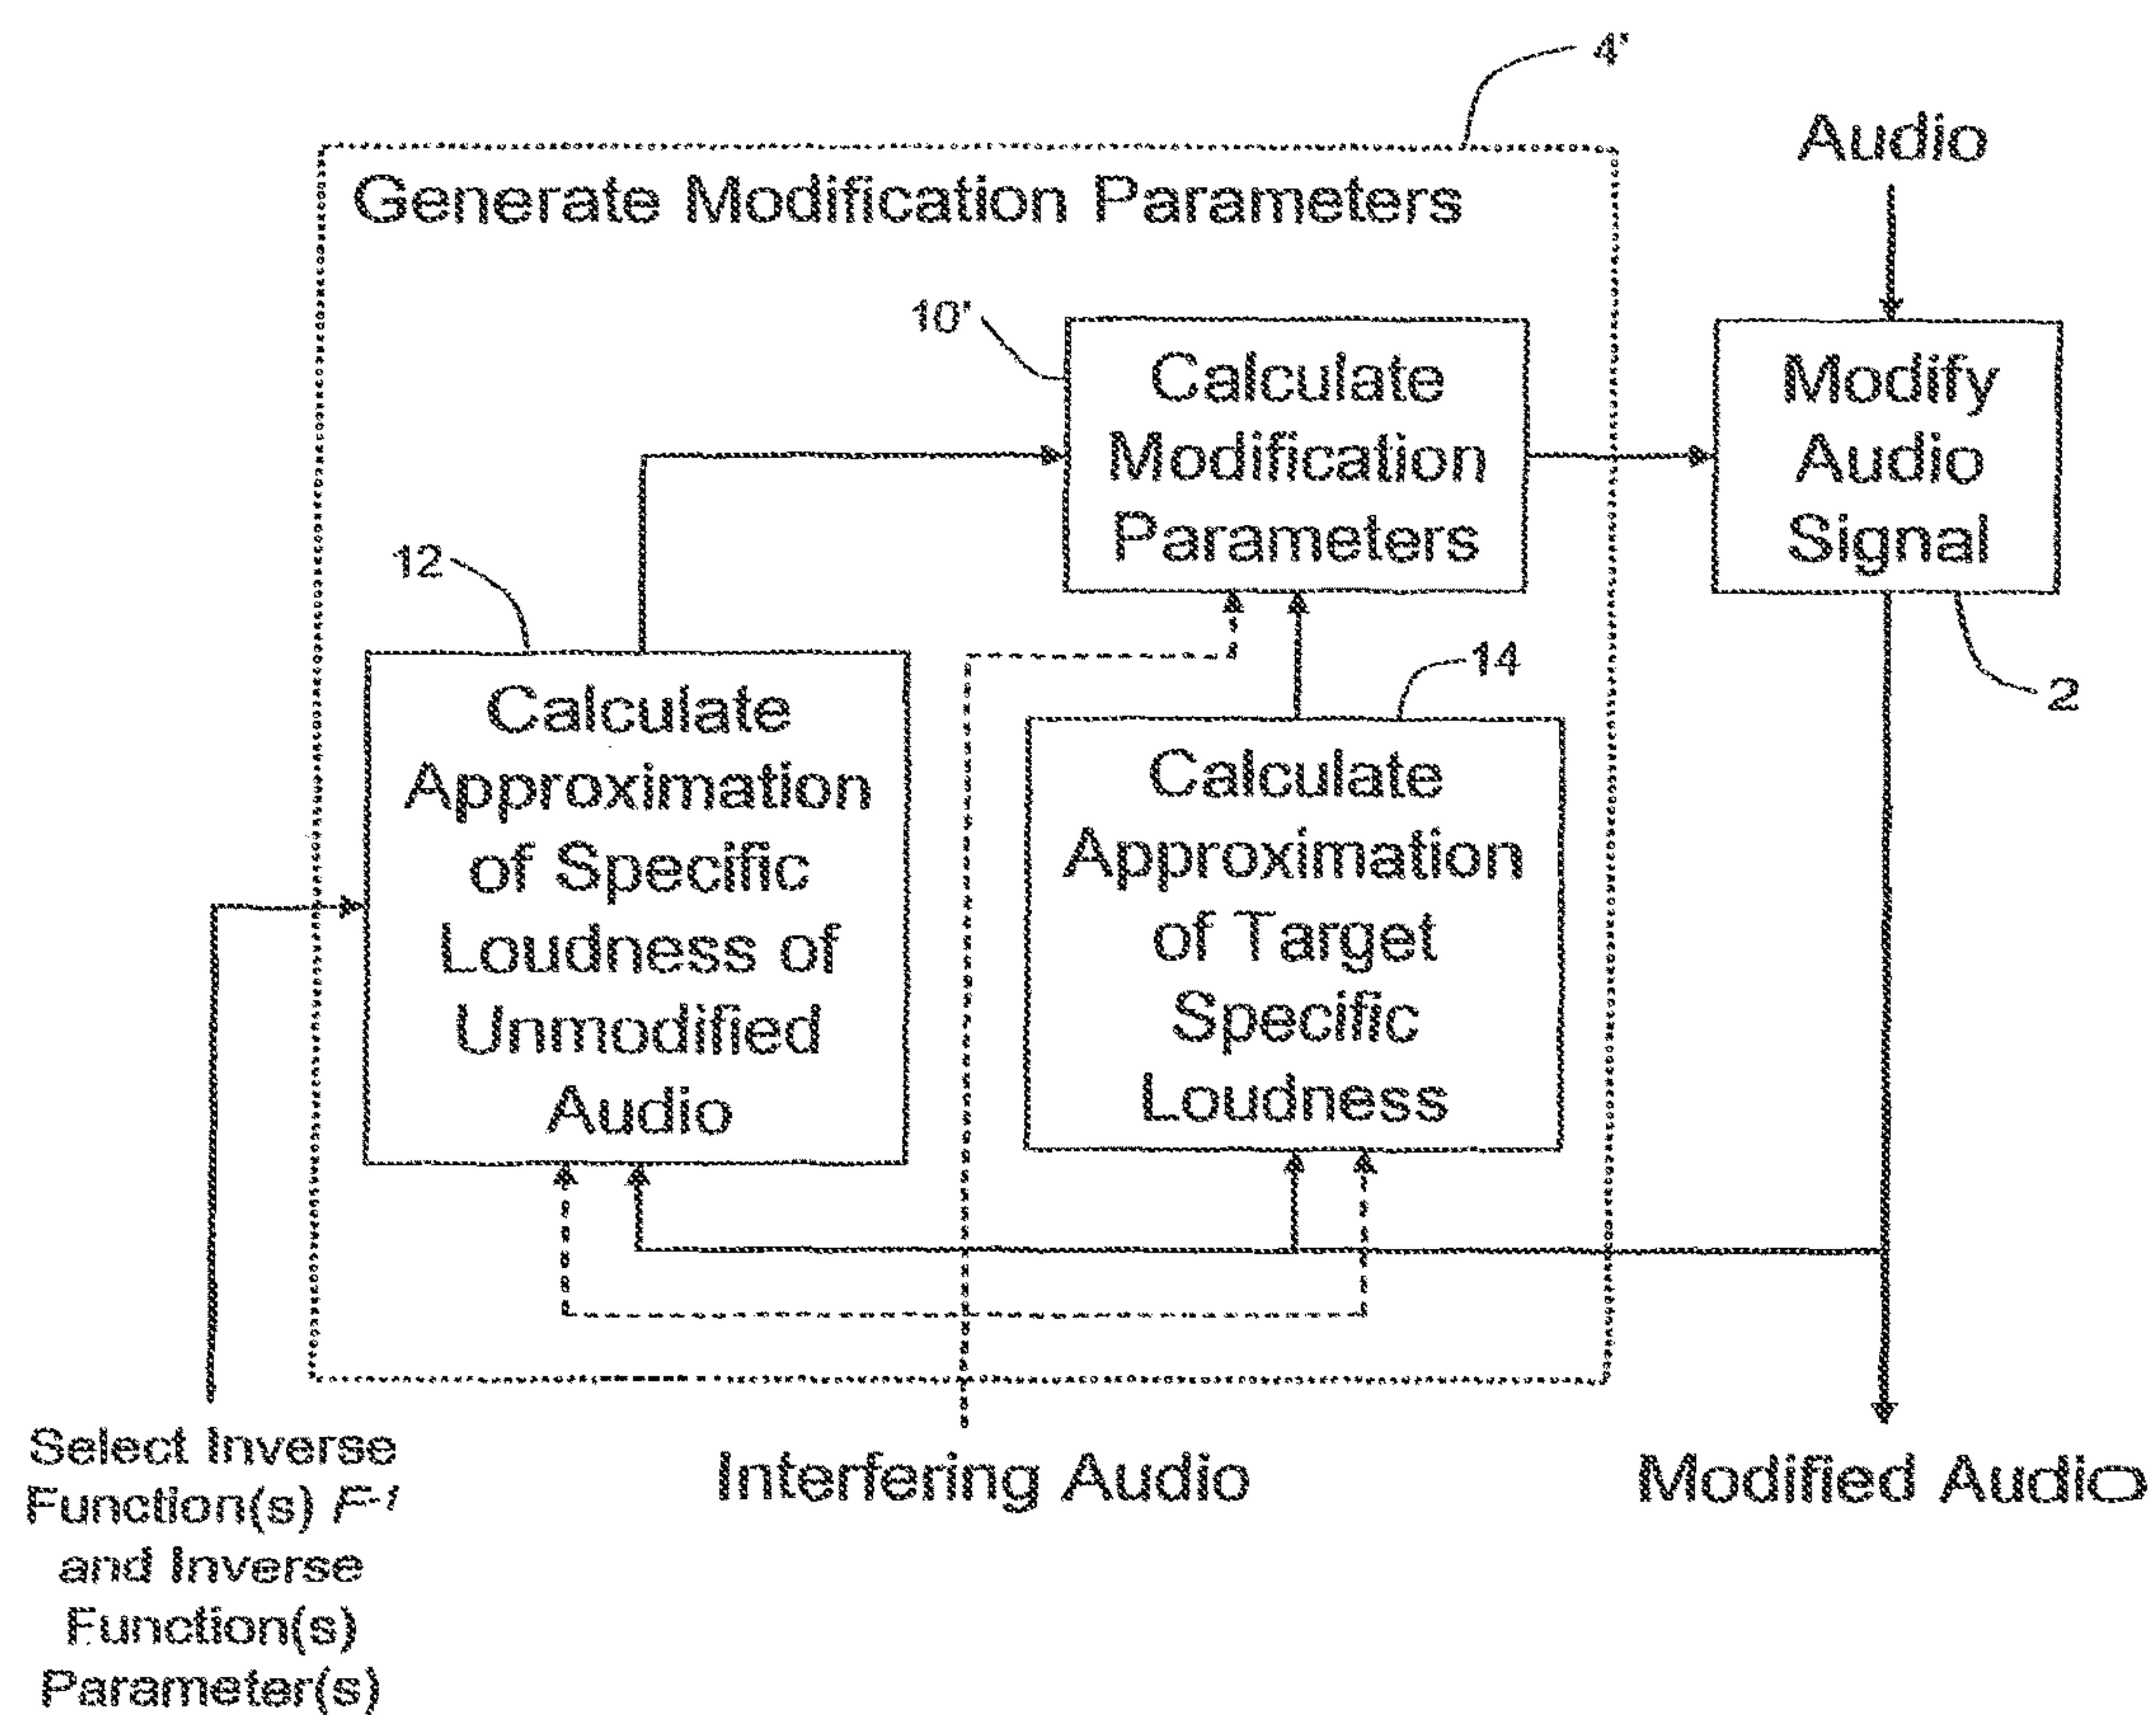 4'
Audio
Generate Modification Parameters
10'
Calculate
Modification
Parameters
Modify
Audio
Signal
12
14
2
Calculate
Approximation
of Specific
Loudness of
Unmodified
Audio
Calculate
Approximation
of Target
Specific
Loudness
Select Inverse
Function(s) F⁻¹
and Inverse
Function(s)
Parameter(s)
Interfering Audio
Modified Audio